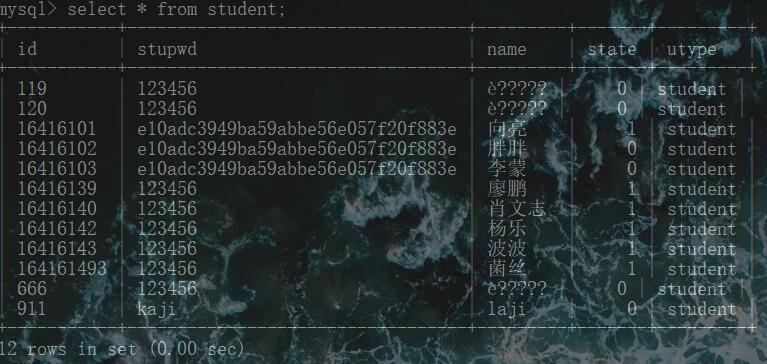 mysql> select * from student;
| id | stupwd | name | state | utype |
| 119 | 123456 | è????? | 0 | student |
| 120 | 123456 | è????? | 0 | student |
| 16416101 | e10adc3949ba59abbe56e057f20f883e | 向亮 | 1 | student |
| 16416102 | e10adc3949ba59abbe56e057f20f883e | 胖胖 | 0 | student |
| 16416103 | e10adc3949ba59abbe56e057f20f883e | 李蒙 | 0 | student |
| 16416139 | 123456 | 廖鹏 | 1 | student |
| 16416140 | 123456 | 肖文志 | 1 | student |
| 16416142 | 123456 | 杨乐 | 1 | student |
| 16416143 | 123456 | 波波 | 1 | student |
| 164161493 | 123456 | 菌丝 | 1 | student |
| 666 | 123456 | è????? | 0 | student |
| 911 | kaji | laji | 0 | student |
12 rows in set (0.00 sec)